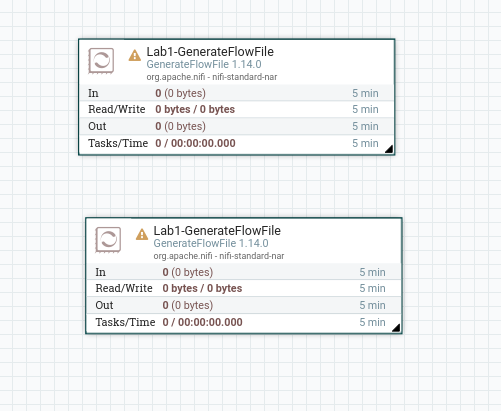 Lab1-GenerateFlowFile
GenerateFlowFile 1.14.0
org.apache.nifi - nifi-standard-nar
In 0 (0 bytes) 5 min
Read/Write 0 bytes / 0 bytes 5 min
Out 0 (0 bytes) 5 min
Tasks/Time 0 / 00:00:00.000 5 min
Lab1-GenerateFlowFile
GenerateFlowFile 1.14.0
org.apache.nifi - nifi-standard-nar
In 0 (0 bytes) 5 min
Read/Write 0 bytes / 0 bytes 5 min
Out 0 (0 bytes) 5 min
Tasks/Time 0 / 00:00:00.000 5 min